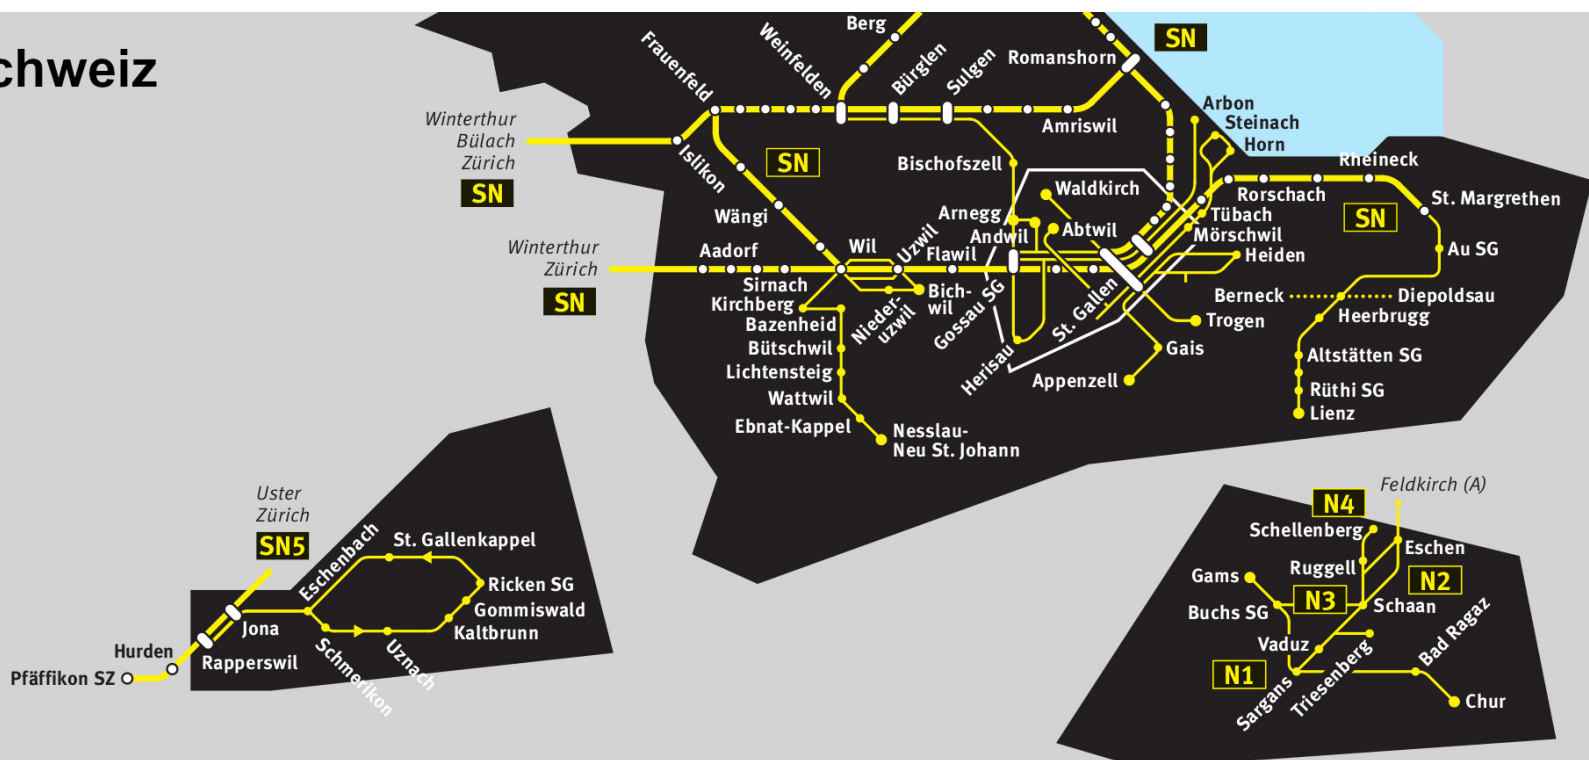 chweiz
Berg
SN
Frauenfeld
Weinfelden
Bürglen
Sulgen
Romanshorn
Winterthur
Bülach
Zürich
SN
Islikon
SN
Amriswil
Arbon
Steinach
Horn
Bischofszell
Rheineck
Waldkirch
Rorschach
St. Margrethen
Wängi
Arnegg
Andwil
Abtwil
Tübach
Mörschwil
SN
Winterthur
Zürich
SN
Aadorf
Wil
Uzwil
Flawil
Heiden
Au SG
Sirnach
Kirchberg
Bich-
wil
Nieder-
uzwil
Gossau SG
St. Gallen
Berneck
Diepoldsau
Bazenheid
Trogen
Heerbrugg
Bütschwil
Herisau
Gais
Altstätten SG
Lichtensteig
Appenzell
Rüthi SG
Wattwil
Lienz
Ebnat-Kappel
Nesslau-
Neu St. Johann
Uster
Zürich
SN5
Eschenbach
St. Gallenkappel
Ricken SG
Gommiswald
Kaltbrunn
Jona
Schmerikon
Uznach
Hurden
Rapperswil
Pfäffikon SZ
Feldkirch (A)
N4
Schellenberg
Eschen
Ruggell
N2
Gams
N3
Buchs SG
Schaan
Vaduz
Bad Ragaz
N1
Sargans
Triesenberg
Chur